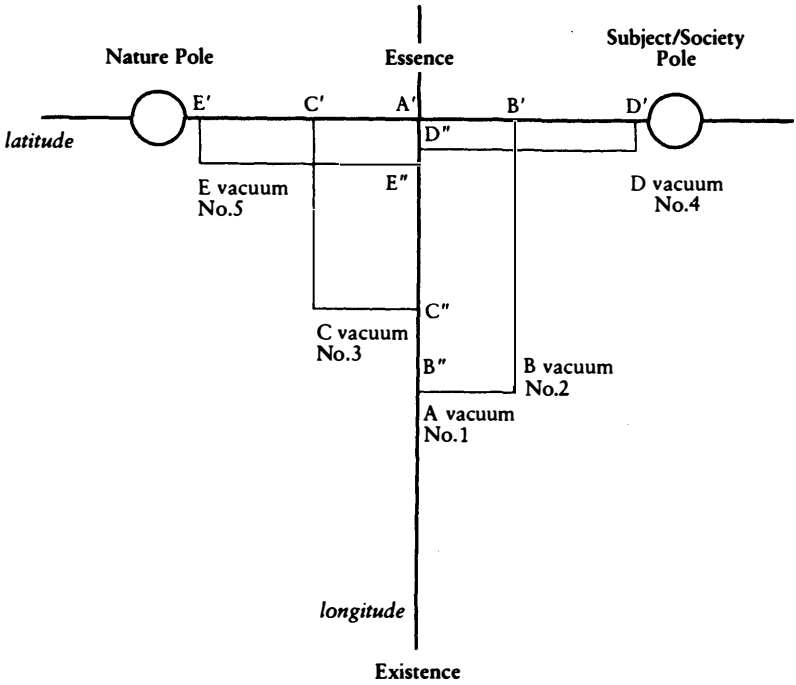 Nature Pole
Essence
Subject/Society
Pole
E′
C′
A′
B′
D′
latitude
D″
E″
E vacuum
No.5
D vacuum
No.4
C″
C vacuum
No.3
B″
B vacuum
No.2
A vacuum
No.1
longitude
Existence